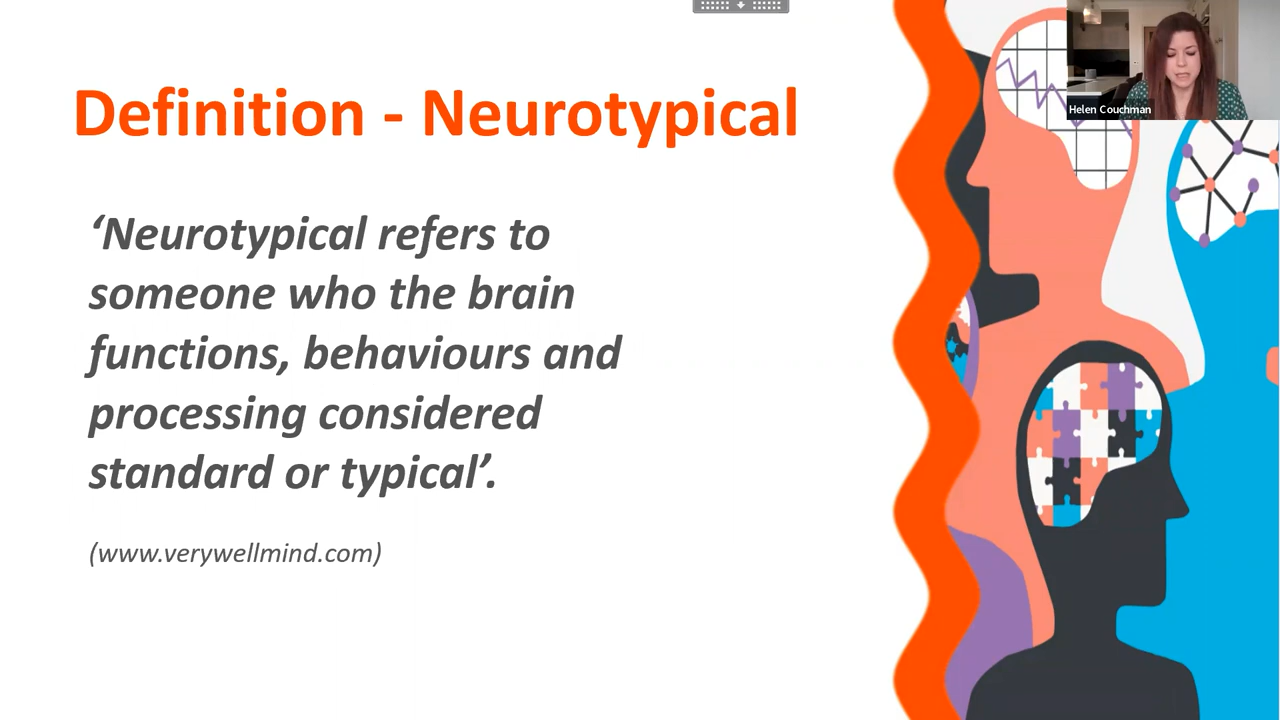 Definition - Neurotypical
Helen Couchman
‘Neurotypical refers to
someone who the brain
functions, behaviours and
processing considered
standard or typical’.
(www.verywellmind.com)